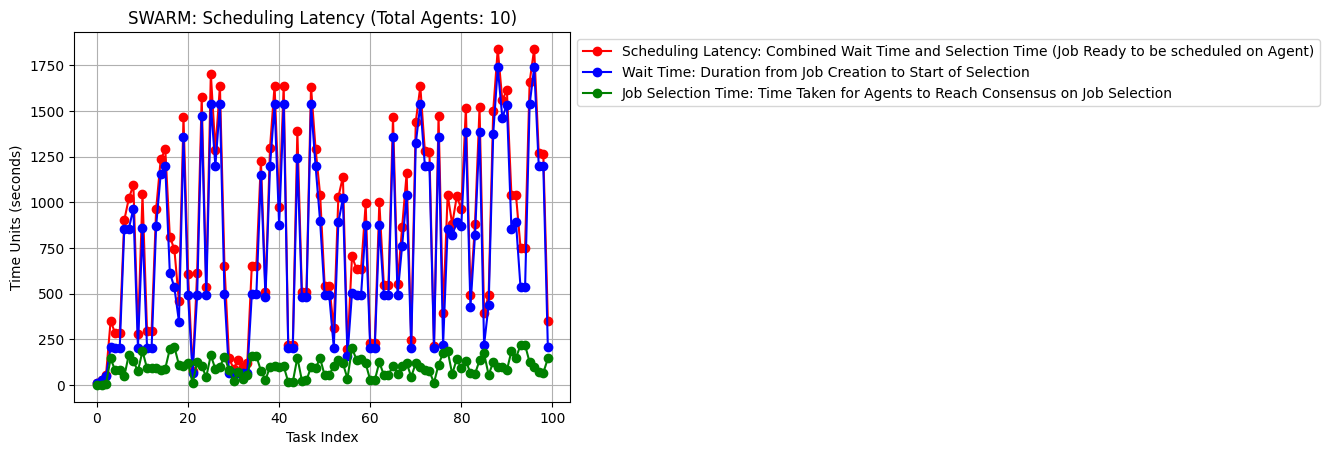 SWARM: Scheduling Latency (Total Agents: 10)
Scheduling Latency: Combined Wait Time and Selection Time (Job Ready to be scheduled on Agent)
Wait Time: Duration from Job Creation to Start of Selection
Job Selection Time: Time Taken for Agents to Reach Consensus on Job Selection
Time Units (seconds)
1750
1500
1250
1000
750
500
250
0
0 20 40 60 80 100
Task Index